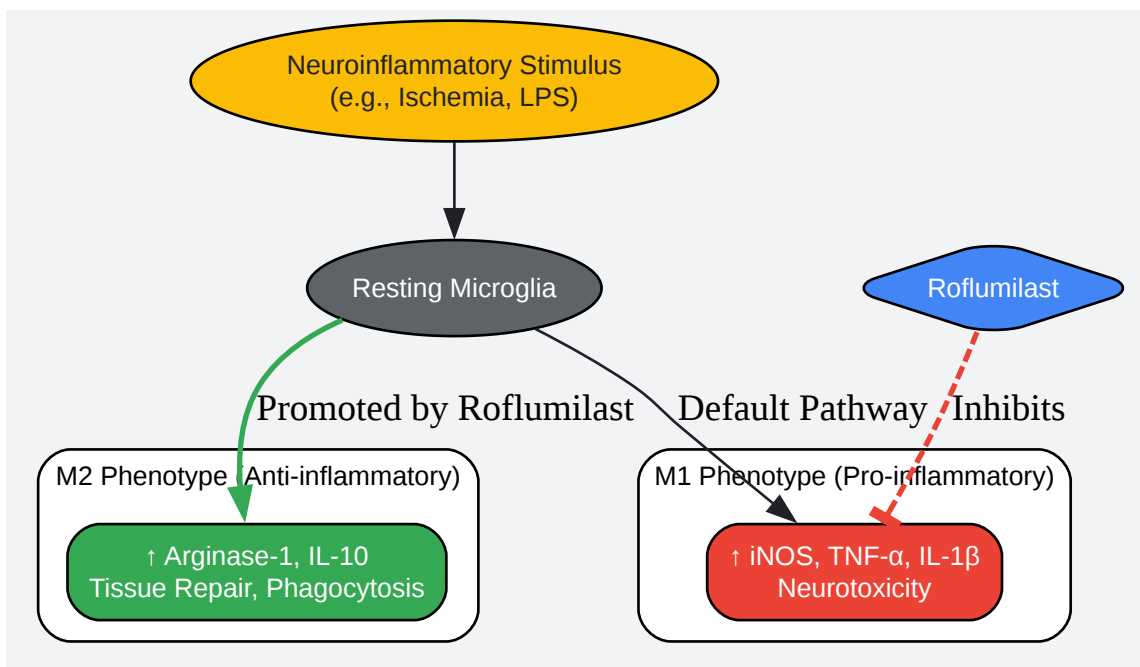 Neuroinflammatory Stimulus
(e.g., Ischemia, LPS)
Resting Microglia
Roflumilast
Promoted by Roflumilast
Default Pathway
Inhibits
M2 Phenotype (Anti-inflammatory)
M1 Phenotype (Pro-inflammatory)
↑ Arginase-1, IL-10
Tissue Repair, Phagocytosis
↑ iNOS, TNF-α, IL-1β
Neurotoxicity